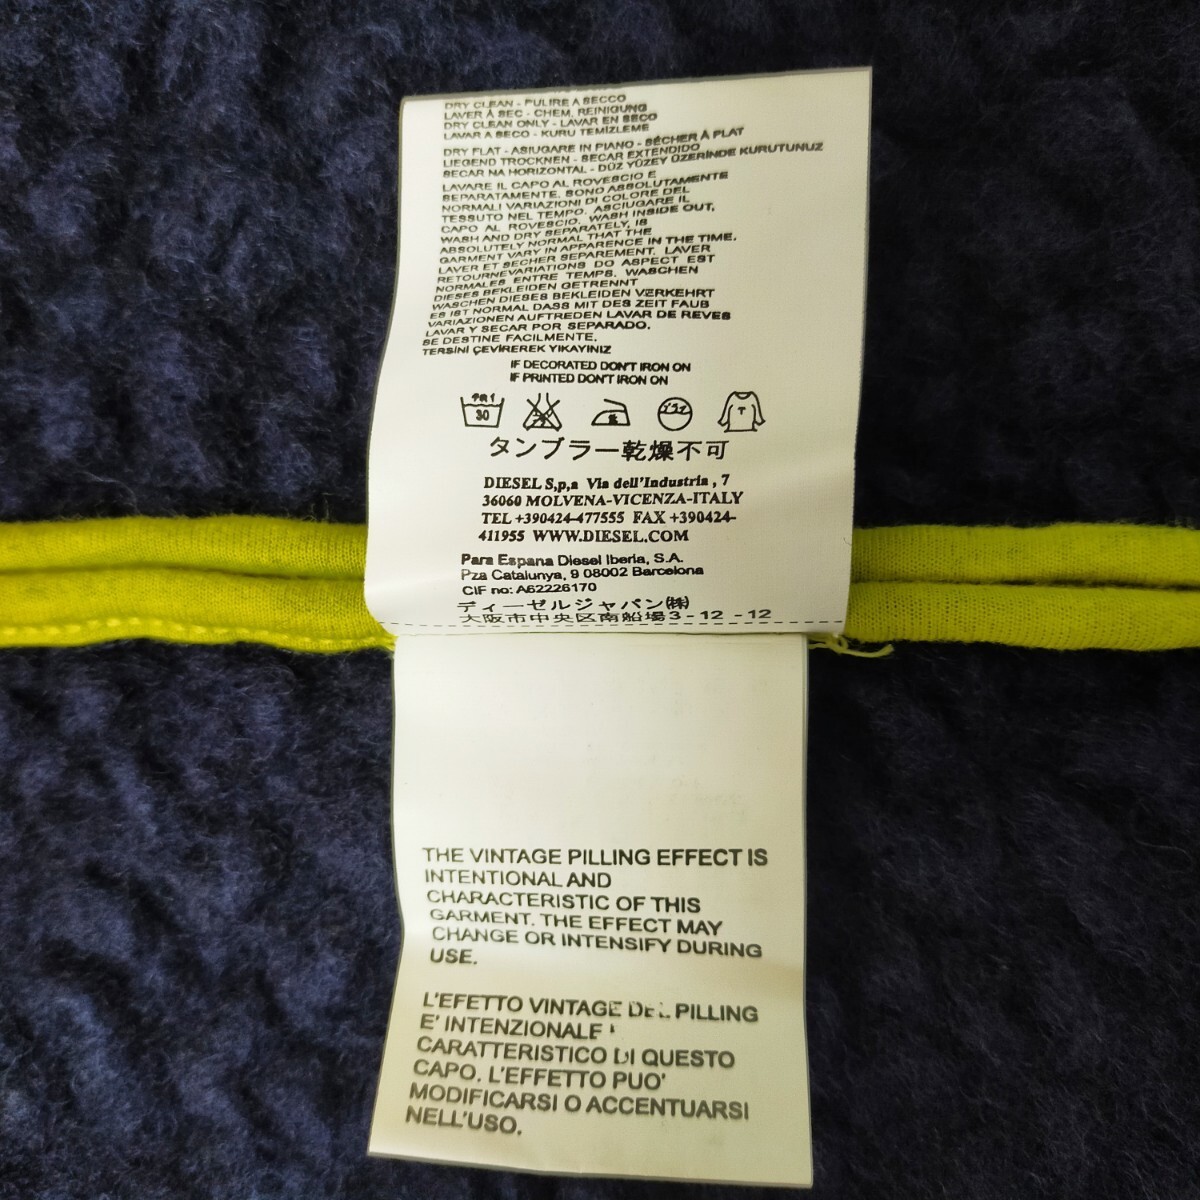 DRY CLEAN - PULIRE A SECCO
LAVER À SEC - CHEM. REINIGUNG
DRY CLEAN ONLY - LAVAR EN SECO
LAVAR A SECO - KURU TEMİZLEME
DRY FLAT - ASIUGARE IN PIANO - SÉCHER À PLAT
LIEGEND TROCKNEN - SECAR EXTENDIDO
SECAR NA HORIZONTAL - DÜZ YÜZEY ÜZERİNDE KURUTUNUZ
LAVARE IL CAPO AL ROVESCIO E
SEPARATAMENTE. SONO ABSOLUTAMENTE
NORMALI VARIAZIONI DI COLORE DEL
TESSUTO NEL TEMPO. ASCIUGARE IL
CAPO AL ROVESCIO. WASH INSIDE OUT,
WASH AND DRY SEPARATELY, IS
ABSOLUTELY NORMAL THAT THE
GARMENT VARY IN APPARENCE IN THE TIME.
LAVER ET SECHER SEPAREMENT. LAVER
RETOURNEVARIATIONS DO ASPECT EST
NORMALES ENTRE TEMPS. WASCHEN
DIESES BEKLEIDEN GETRENNT
WASCHEN DIESES BEKLEIDEN VERKEHRT
ES IST NORMAL DASS MIT DES ZEIT FAUB
VARIAZIONEN AUFTREDEN LAVAR DE REVES
LAVAR Y SECAR POR SEPARADO.
SE DESTINE FACILMENTE.
TERSİNİ ÇEVİREREK YIKAYINIZ
IF DECORATED DON'T IRON ON
IF PRINTED DON'T IRON ON
30
タンブラー乾燥不可
DIESEL S,p,a Via dell'Industria , 7
36060 MOLVENA-VICENZA-ITALY
TEL +390424-477555 FAX +390424-
411955 WWW.DIESEL.COM
Para Espana Diesel Iberia, S.A.
Pza Catalunya, 9 08002 Barcelona
CIF no: A62226170
ディーゼルジャパン㈱
大阪市中央区南船場3-12-12
THE VINTAGE PILLING EFFECT IS
INTENTIONAL AND
CHARACTERISTIC OF THIS
GARMENT. THE EFFECT MAY
CHANGE OR INTENSIFY DURING
USE.
L'EFETTO VINTAGE DEL PILLING
E' INTENZIONALE
CARATTERISTICO DI QUESTO
CAPO. L'EFFETTO PUO'
MODIFICARSI O ACCENTUARSI
NELL'USO.